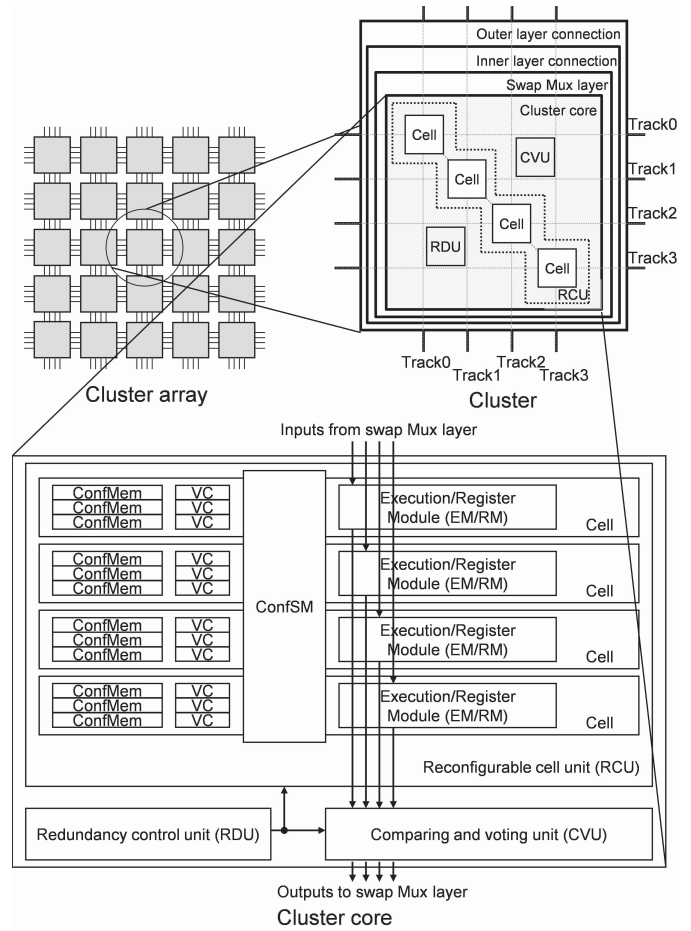 Outer layer connection
Inner layer connection
Swap Mux layer
Cluster core
Cell
CVU
Cell
Cell
RDU
Cell
RCU
Track0
Track1
Track2
Track3
Track0
Track1
Track2
Track3
Cluster array
Cluster
Inputs from swap Mux layer
ConfMem
ConfMem
ConfMem
VC
VC
VC
Execution/Register
Module (EM/RM)
Cell
ConfMem
ConfMem
ConfMem
VC
VC
VC
Execution/Register
Module (EM/RM)
Cell
ConfSM
ConfMem
ConfMem
ConfMem
VC
VC
VC
Execution/Register
Module (EM/RM)
Cell
ConfMem
ConfMem
ConfMem
VC
VC
VC
Execution/Register
Module (EM/RM)
Cell
Reconfigurable cell unit (RCU)
Redundancy control unit (RDU)
Comparing and voting unit (CVU)
Outputs to swap Mux layer
Cluster core